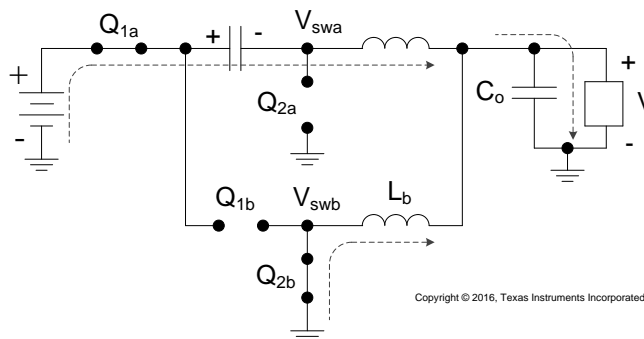 Q1a
+ -
Vswa
+
-
Q2a
Co
+
V
-
Q1b
Vswb
Lb
Q2b
Copyright © 2016, Texas Instruments Incorporated